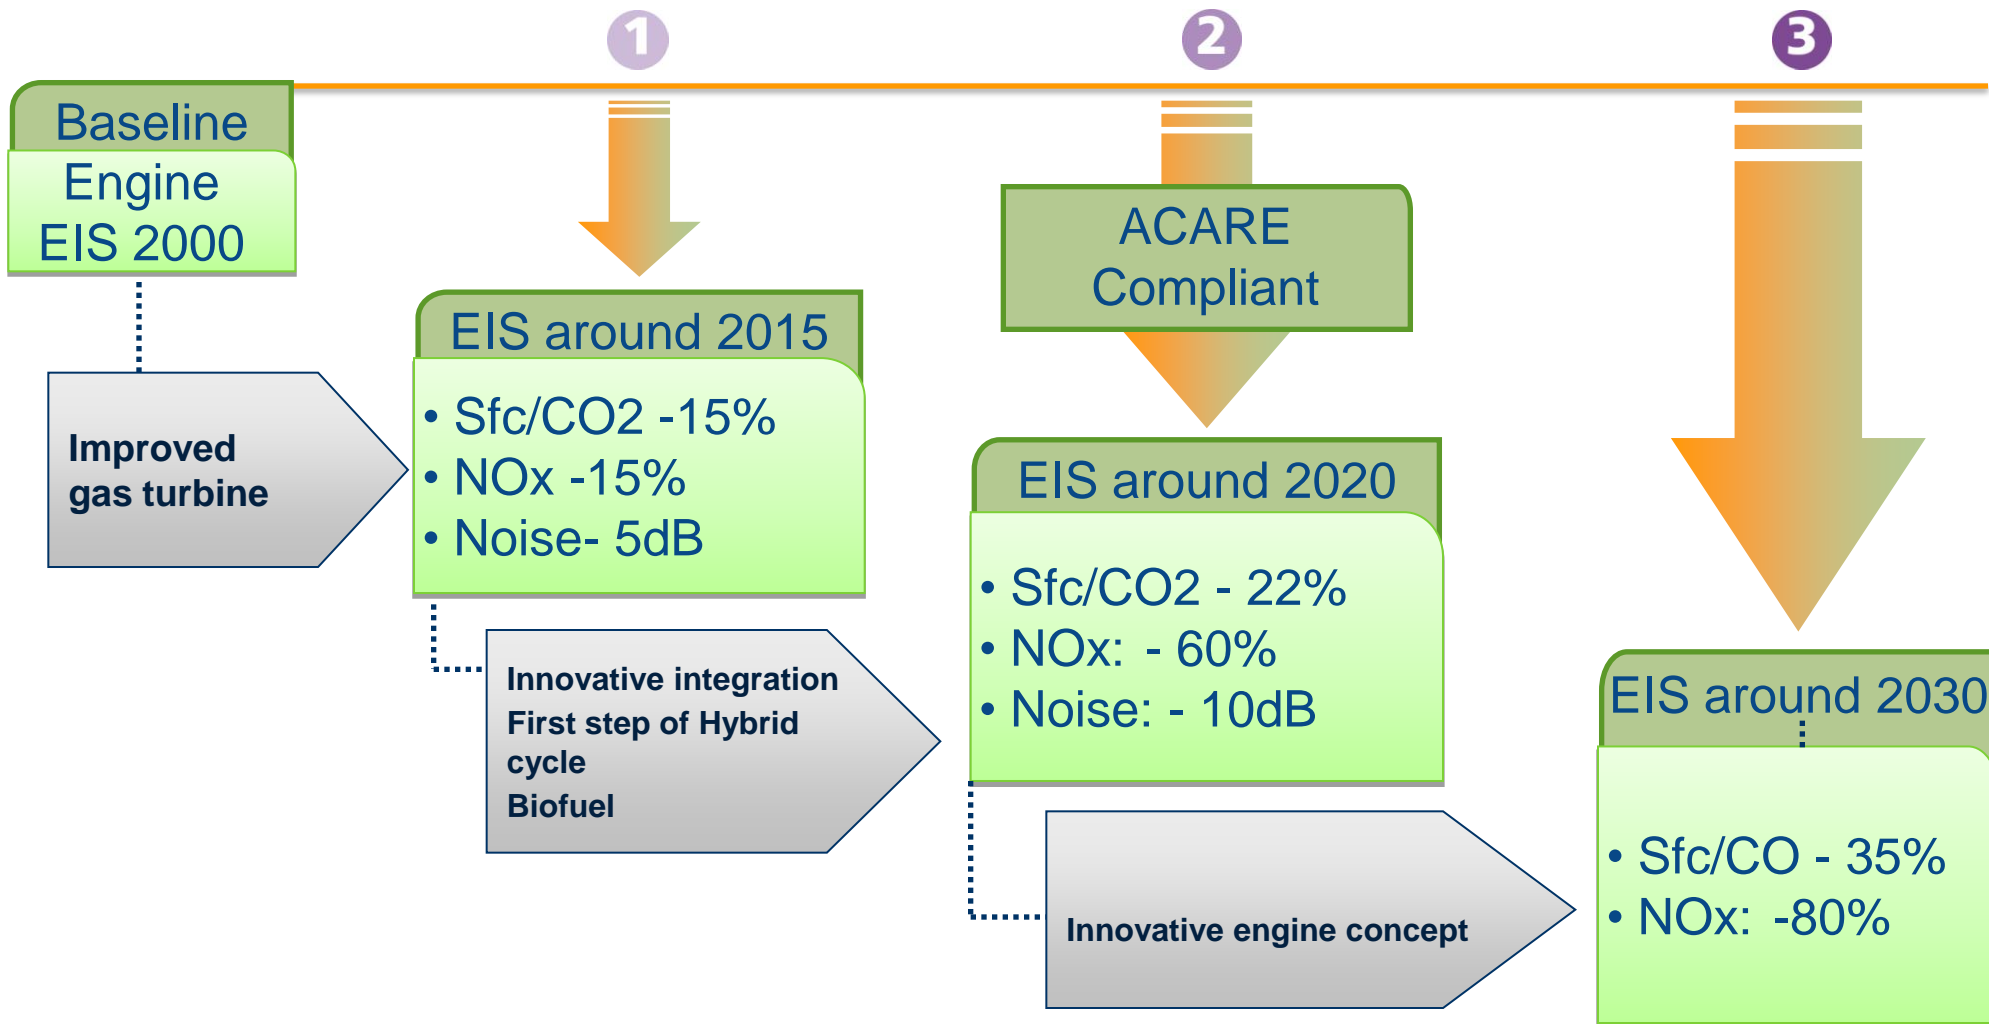 1
2
3
Baseline
Engine
EIS 2000
ACARE
Compliant
EIS around 2015
• Sfc/CO2 -15%
• NOx -15%
• Noise- 5dB
Improved
gas turbine
EIS around 2020
• Sfc/CO2 - 22%
• NOx: - 60%
• Noise: - 10dB
Innovative integration
First step of Hybrid
cycle
Biofuel
EIS around 2030
• Sfc/CO - 35%
• NOx: -80%
Innovative engine concept